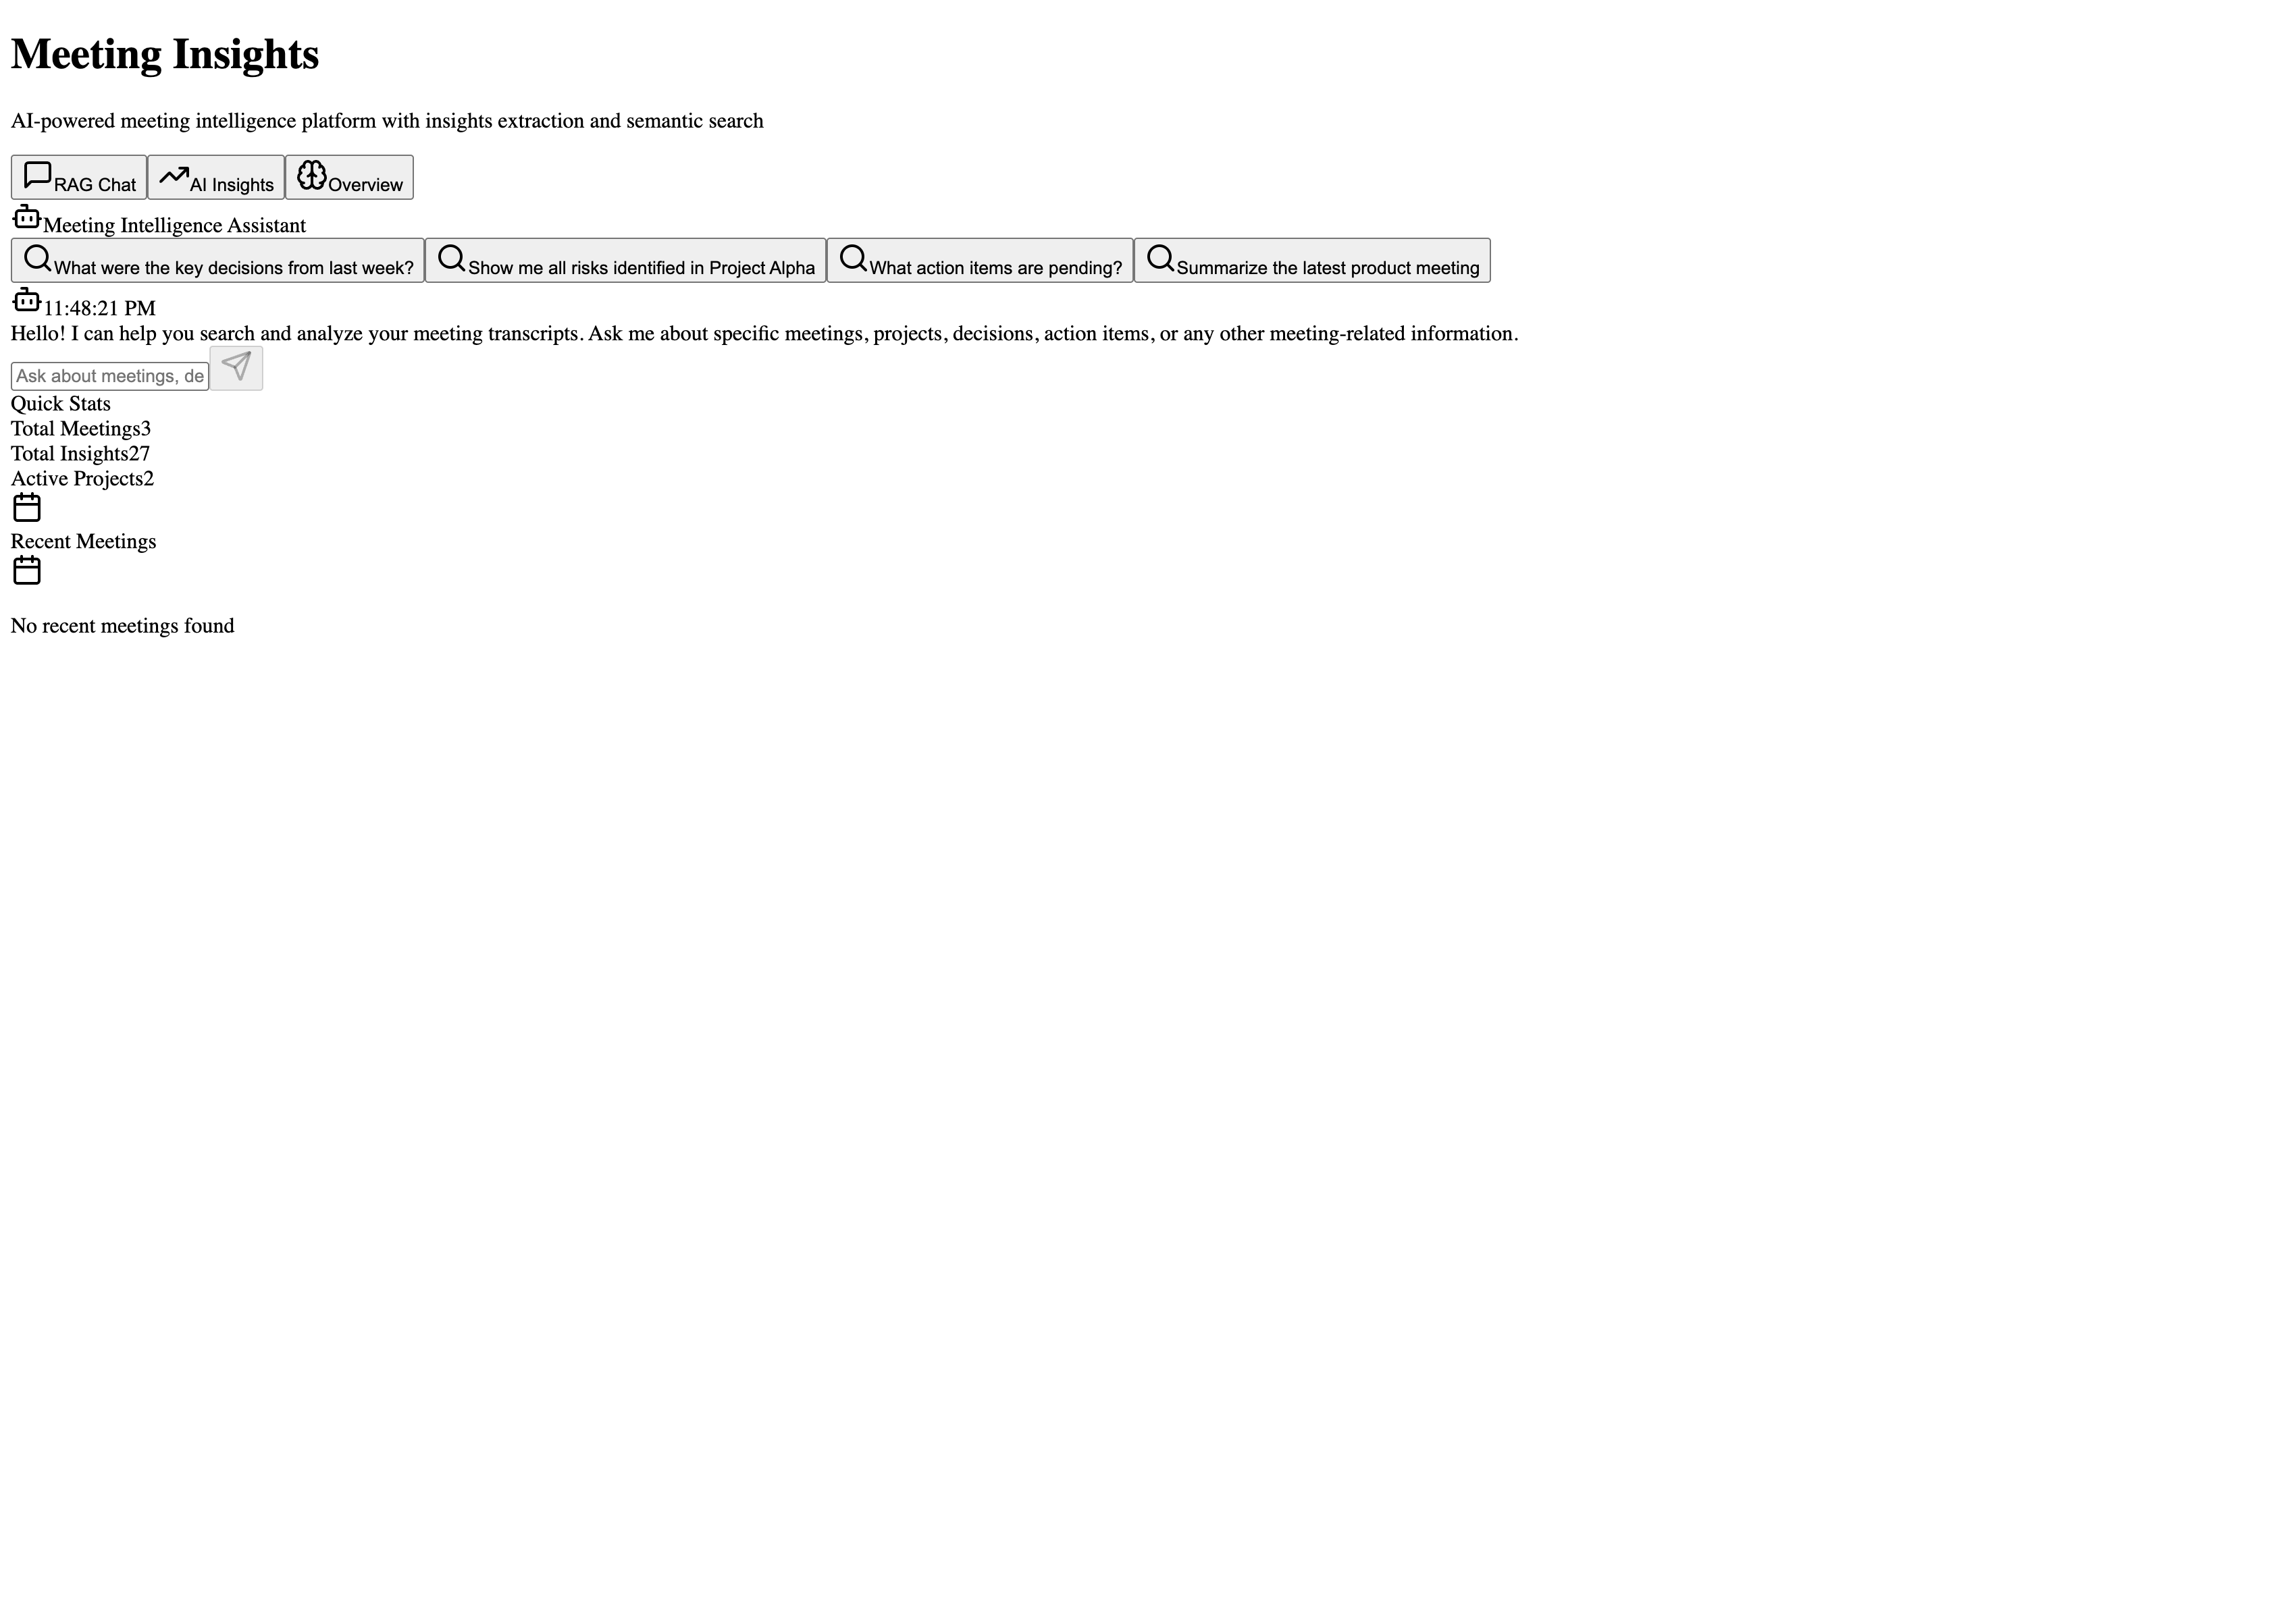 Meeting Insights
AI-powered meeting intelligence platform with insights extraction and semantic search
RAG Chat AI Insights Overview
Meeting Intelligence Assistant
What were the key decisions from last week? Show me all risks identified in Project Alpha What action items are pending? Summarize the latest product meeting
11:48:21 PM
Hello! I can help you search and analyze your meeting transcripts. Ask me about specific meetings, projects, decisions, action items, or any other meeting-related information.
Ask about meetings, de
Quick Stats
Total Meetings3
Total Insights27
Active Projects2
Recent Meetings
No recent meetings found